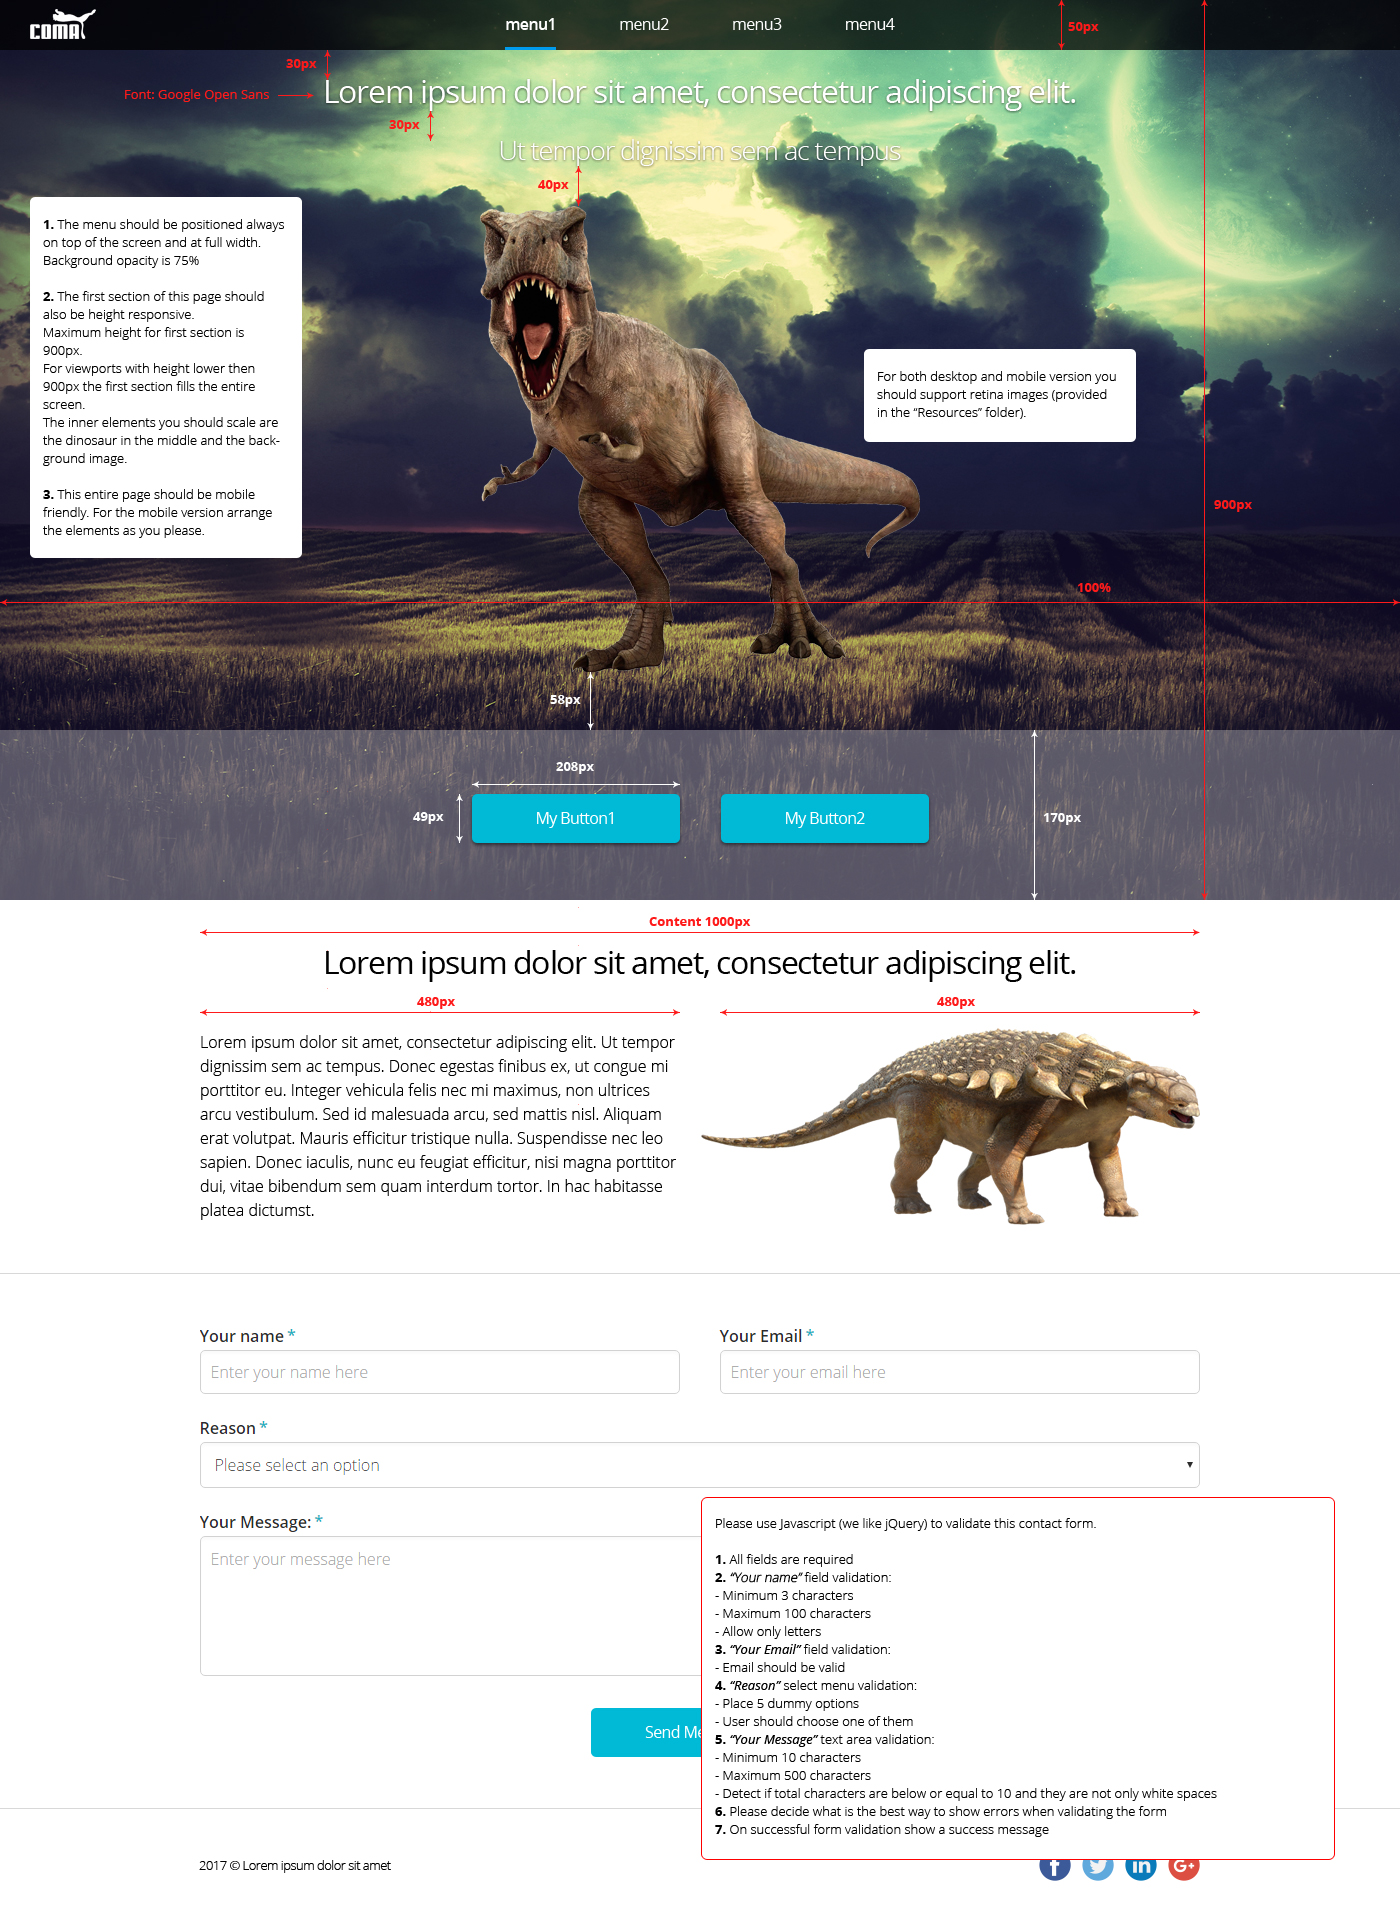 COMA
menu1 menu2 menu3 menu4
50px
30px
Font: Google Open Sans
Lorem ipsum dolor sit amet, consectetur adipiscing elit.
30px
Ut tempor dignissim sem ac tempus
40px
1. The menu should be positioned always
on top of the screen and at full width.
Background opacity is 75%
2. The first section of this page should
also be height responsive.
Maximum height for first section is
900px.
For viewports with height lower then
900px the first section fills the entire
screen.
The inner elements you should scale are
the dinosaur in the middle and the back-
ground image.
3. This entire page should be mobile
friendly. For the mobile version arrange
the elements as you please.
For both desktop and mobile version you
should support retina images (provided
in the “Resources” folder).
900px
100%
58px
208px
49px
My Button1
My Button2
170px
Content 1000px
Lorem ipsum dolor sit amet, consectetur adipiscing elit.
480px
480px
Lorem ipsum dolor sit amet, consectetur adipiscing elit. Ut tempor
dignissim sem ac tempus. Donec egestas finibus ex, ut congue mi
porttitor eu. Integer vehicula felis nec mi maximus, non ultrices
arcu vestibulum. Sed id malesuada arcu, sed mattis nisl. Aliquam
erat volutpat. Mauris efficitur tristique nulla. Suspendisse nec leo
sapien. Donec iaculis, nunc eu feugiat efficitur, nisi magna porttitor
dui, vitae bibendum sem quam interdum tortor. In hac habitasse
platea dictumst.
Your name *
Enter your name here
Your Email *
Enter your email here
Reason *
Please select an option
Your Message: *
Enter your message here
Send Me
Please use Javascript (we like jQuery) to validate this contact form.
1. All fields are required
2. “Your name” field validation:
- Minimum 3 characters
- Maximum 100 characters
- Allow only letters
3. “Your Email” field validation:
- Email should be valid
4. “Reason” select menu validation:
- Place 5 dummy options
- User should choose one of them
5. “Your Message” text area validation:
- Minimum 10 characters
- Maximum 500 characters
- Detect if total characters are below or equal to 10 and they are not only white spaces
6. Please decide what is the best way to show errors when validating the form
7. On successful form validation show a success message
2017 © Lorem ipsum dolor sit amet
f in G+